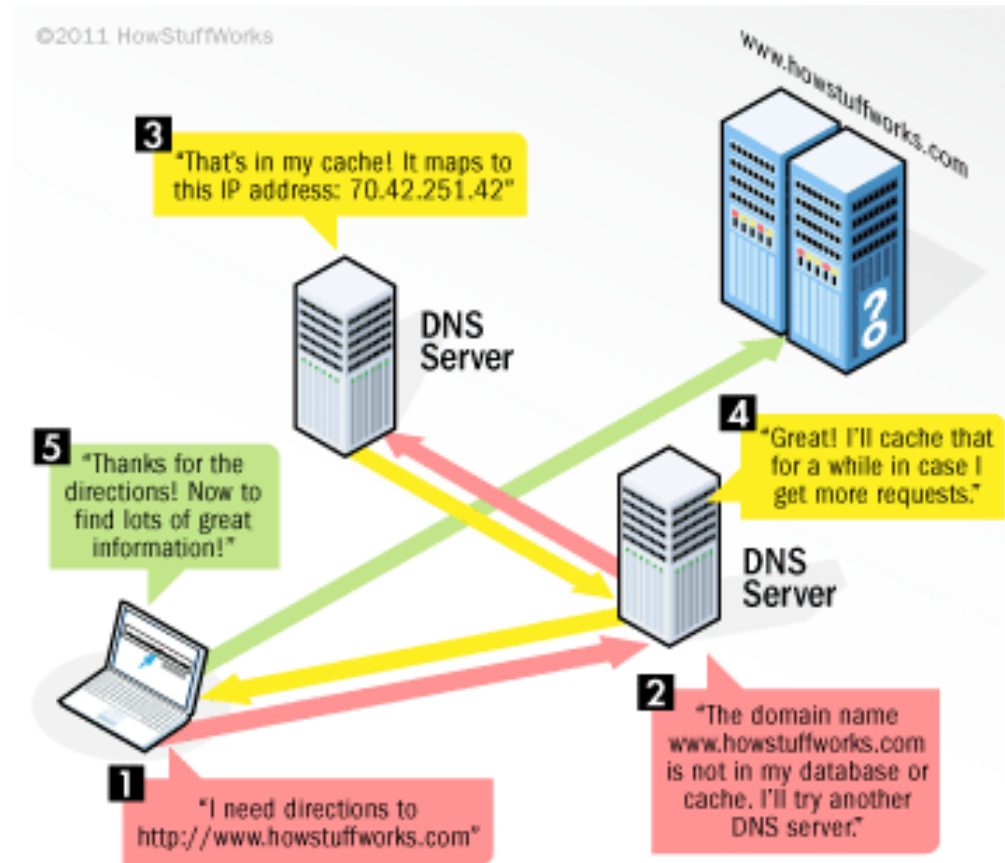 ©2011 HowStuffWorks
www.howstuffworks.com
3
“That's in my cache! It maps to
this IP address: 70.42.251.42”
DNS
Server
4
“Great! I'll cache that
for a while in case I
get more requests.”
5
“Thanks for the
directions! Now to
find lots of great
information!”
DNS
Server
2
“The domain name
www.howstuffworks.com
is not in my database or
cache. I'll try another
DNS server.”
1
“I need directions to
http://www.howstuffworks.com”
?